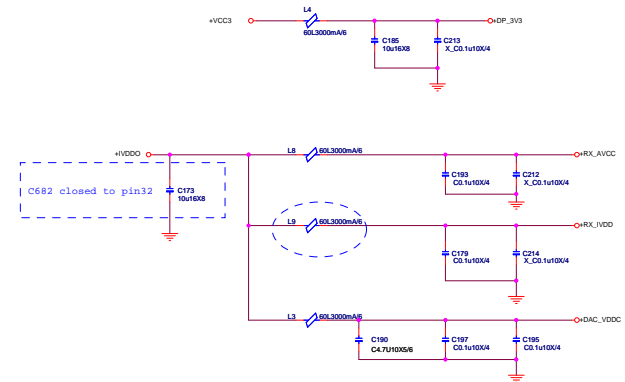 L4
+VCC3
+DP_3V3
60L3000mA/6
C185
10u16X8
C213
X_C0.1u10X/4
+IVDDO
L8
60L3000mA/6
+RX_AVCC
C682 closed to pin32
C173
10u16X8
C193
C0.1u10X/4
C212
X_C0.1u10X/4
L9
60L3000mA/6
+RX_IVDD
C179
C0.1u10X/4
C214
X_C0.1u10X/4
L3
60L3000mA/6
+DAC_VDDC
C190
C4.7U10X5/6
C197
C0.1u10X/4
C195
C0.1u10X/4